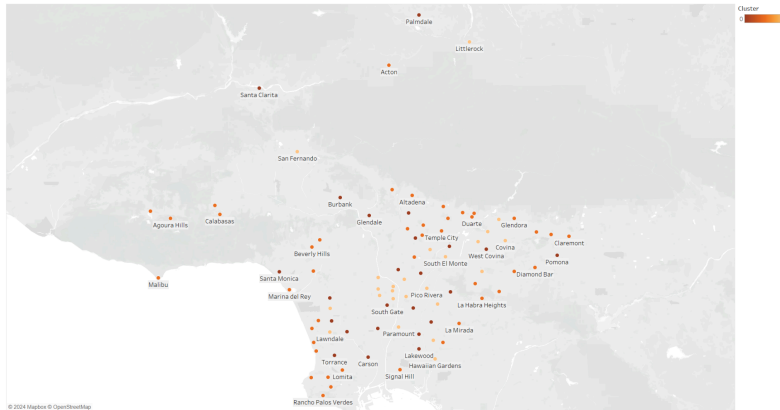 Cluster
0
Palmdale
Littlerock
Acton
Santa Clarita
San Fernando
Burbank
Altadena
Glendale
Duarte
Glendora
Agoura Hills
Calabasas
Temple City
Claremont
Covina
Beverly Hills
West Covina
Pomona
South El Monte
Diamond Bar
Santa Monica
Malibu
Marina del Rey
Pico Rivera
La Habra Heights
South Gate
La Mirada
Paramount
Lawndale
Lakewood
Torrance
Carson
Hawaiian Gardens
Lomita
Signal Hill
Rancho Palos Verdes
© 2024 Mapbox © OpenStreetMap